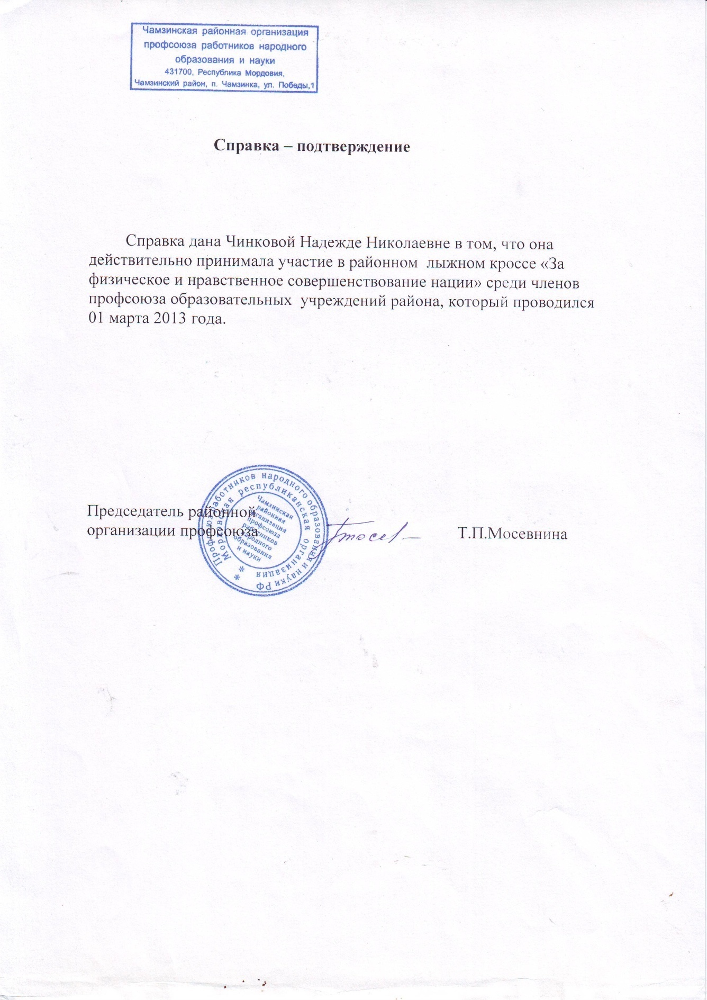 Чамзинская районная организация
профсоюза работников народного
образования и науки
431700, Республика Мордовия,
Чамзинский район, п. Чамзинка, ул. Победы,1
Справка – подтверждение
Справка дана Чинковой Надежде Николаевне в том, что она
действительно принимала участие в районном лыжном кроссе «За
физическое и нравственное совершенствование нации» среди членов
профсоюза образовательных учреждений района, который проводился
01 марта 2013 года.
Председатель районной
организации профсоюза
Т.П.Мосевнина
Профсоюз работников народного образования и науки РФ
Мордовская республиканская организация
Чамзинская
районная
организация
профсоюза
работников
народного
образования
и науки